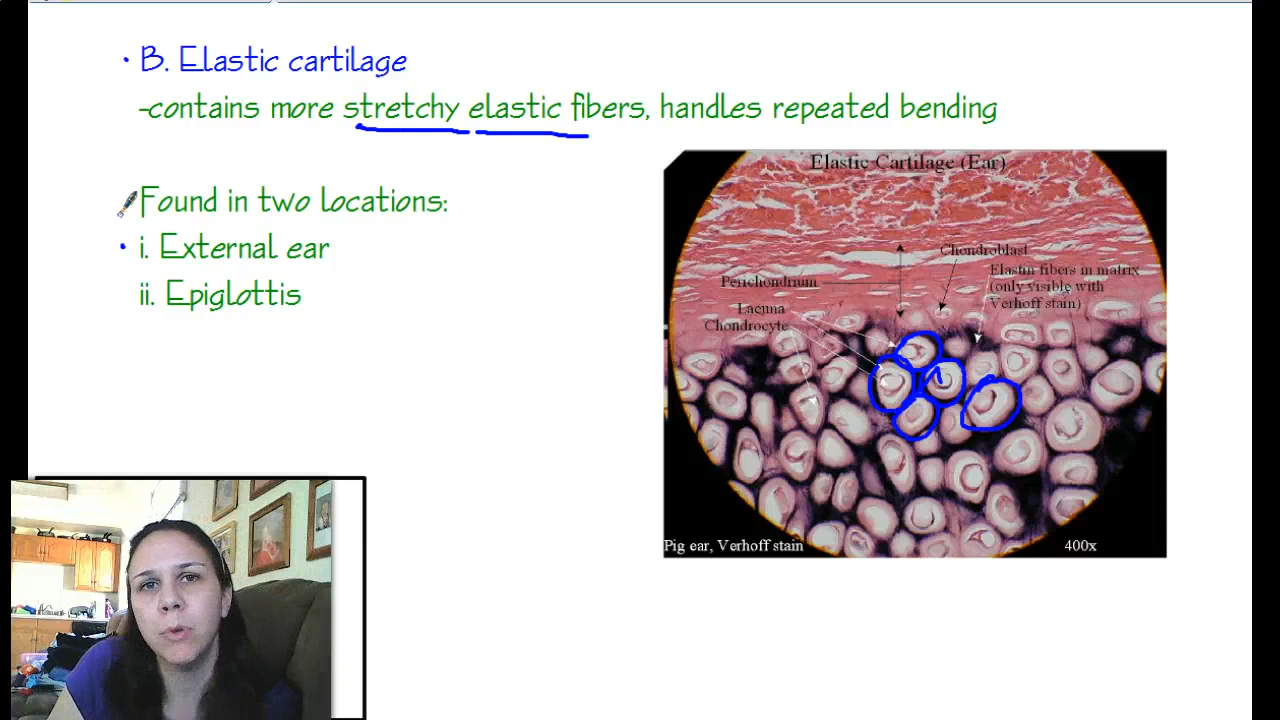 • B. Elastic cartilage
-contains more stretchy elastic fibers, handles repeated bending
Found in two locations:
• i. External ear
ii. Epiglottis
Elastic Cartilage (Ear)
Chondroblast
Elastin fibers in matrix
(only visible with
Verhoff stain)
Perichondrium
Lacuna
Chondrocyte
Pig ear, Verhoff stain
400x